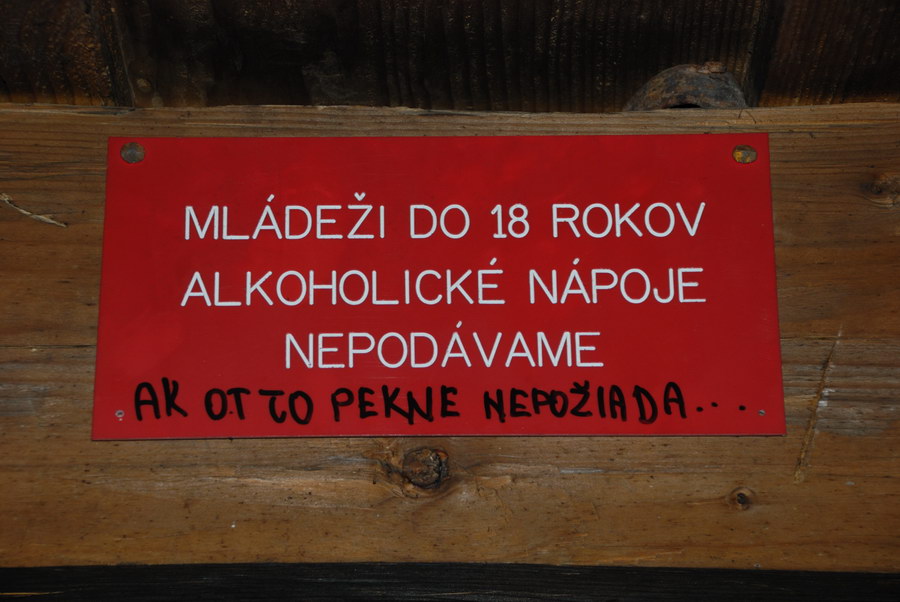 MLÁDEŽI DO 18 ROKOV
ALKOHOLICKÉ NÁPOJE
NEPODÁVAME
AK OTTO PEKNE NEPOŽIADA...